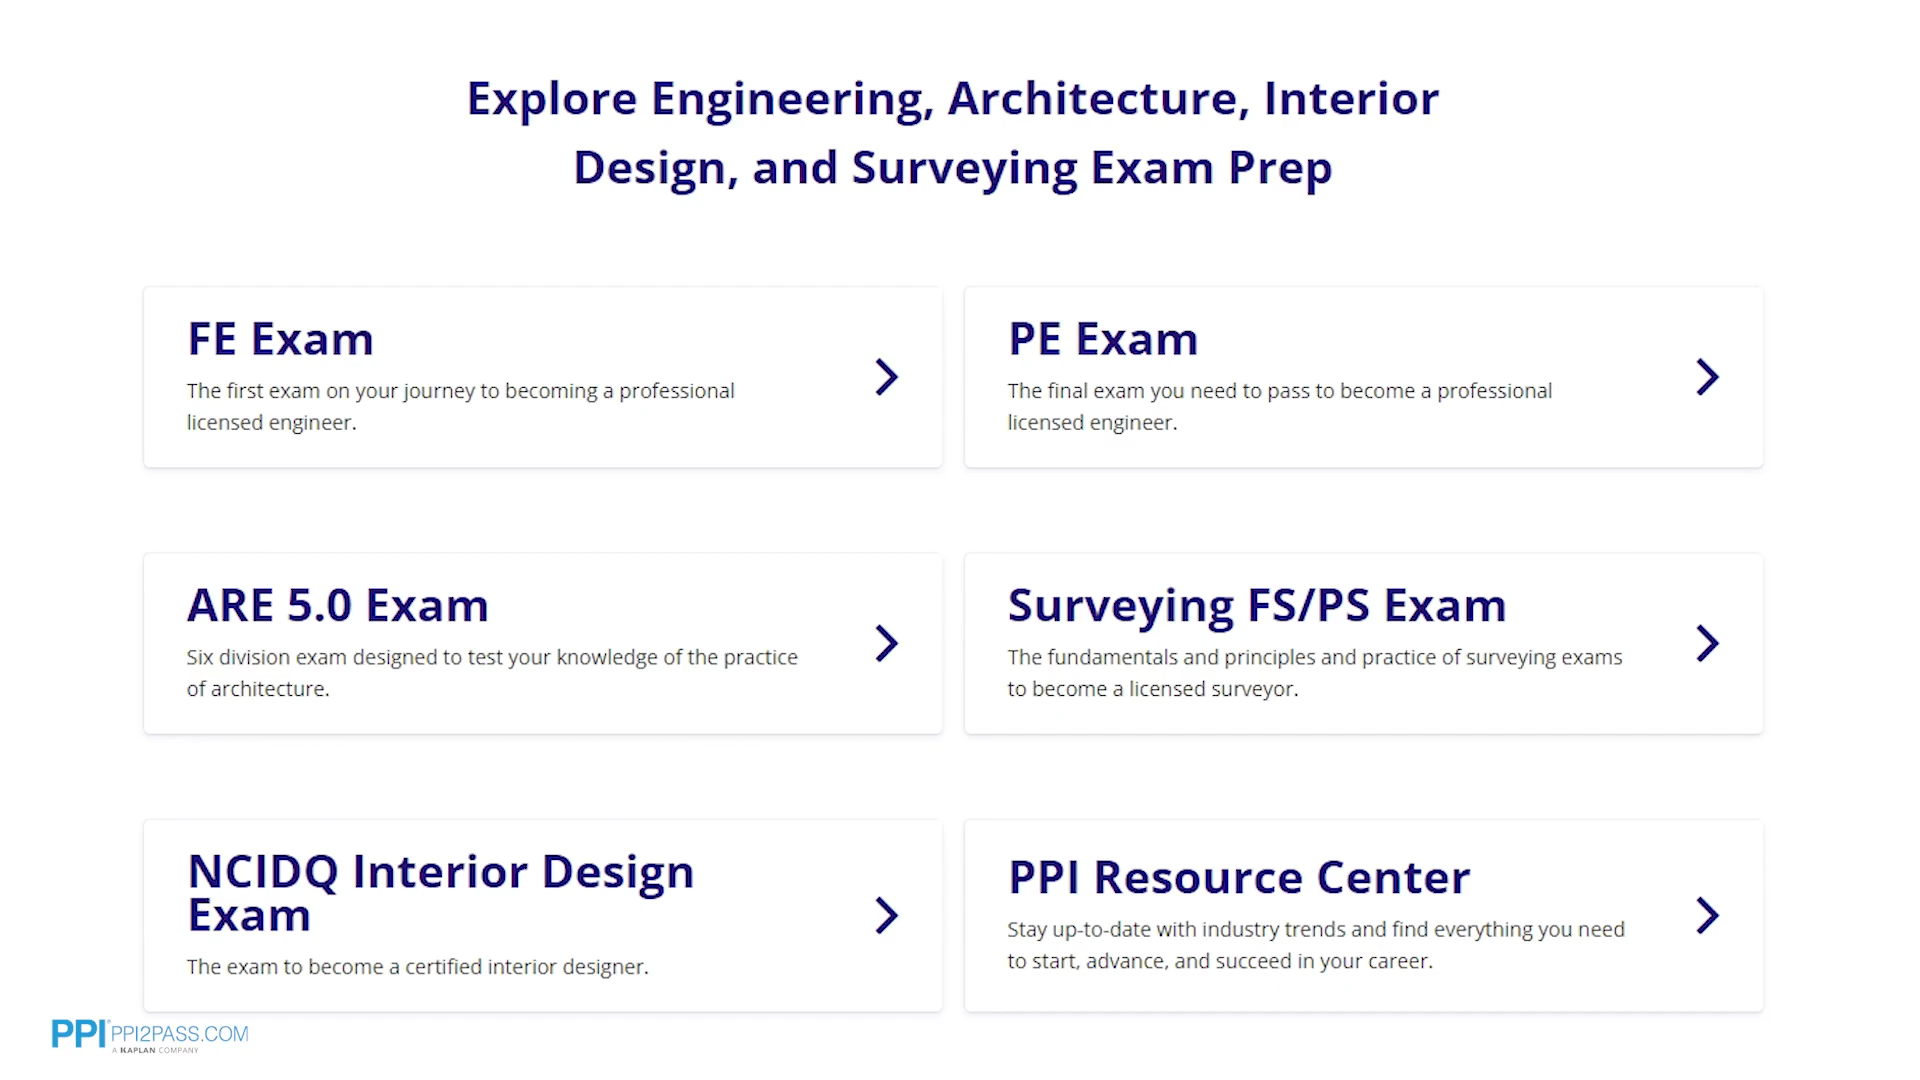 Explore Engineering, Architecture, Interior
Design, and Surveying Exam Prep
FE Exam
The first exam on your journey to becoming a professional
licensed engineer.
PE Exam
The final exam you need to pass to become a professional
licensed engineer.
ARE 5.0 Exam
Six division exam designed to test your knowledge of the practice
of architecture.
Surveying FS/PS Exam
The fundamentals and principles and practice of surveying exams
to become a licensed surveyor.
NCIDQ Interior Design
Exam
The exam to become a certified interior designer.
PPI Resource Center
Stay up-to-date with industry trends and find everything you need
to start, advance, and succeed in your career.
PPI® PPI2PASS.COM
A KAPLAN COMPANY